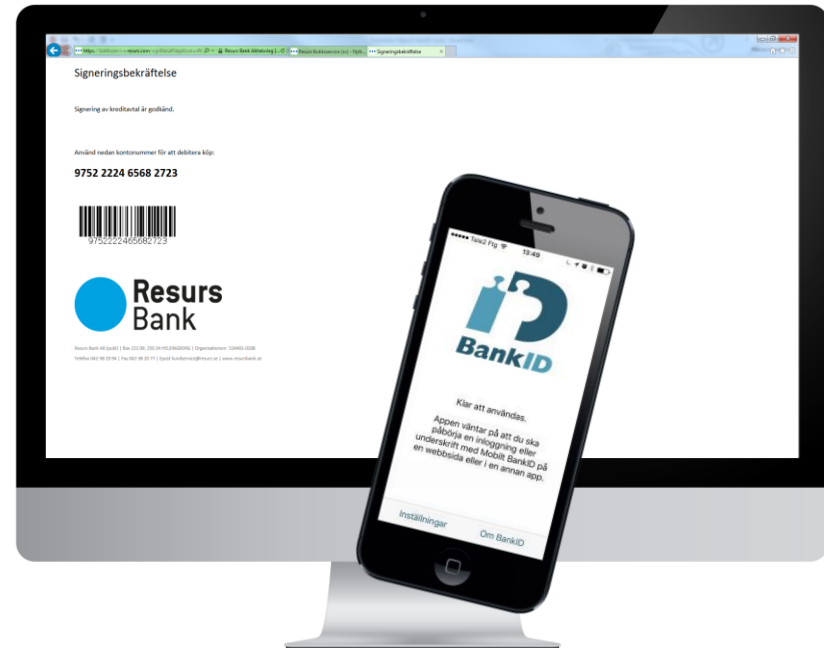 Signeringsbekräftelse
Signeringsbekräftelse
Signering av kreditavtal är godkänd.
Använd nedan kontonummer för att debitera köp:
9752 2224 6568 2723
9752222465682723
Resurs
Bank
Tele2 Ftg
13:49
BankID
Klar att användas.
Appen väntar på att du ska
påbörja en inloggning eller
underskrift med Mobilt BankID på
en webbsida eller i en annan app.
Inställningar
Om BankID